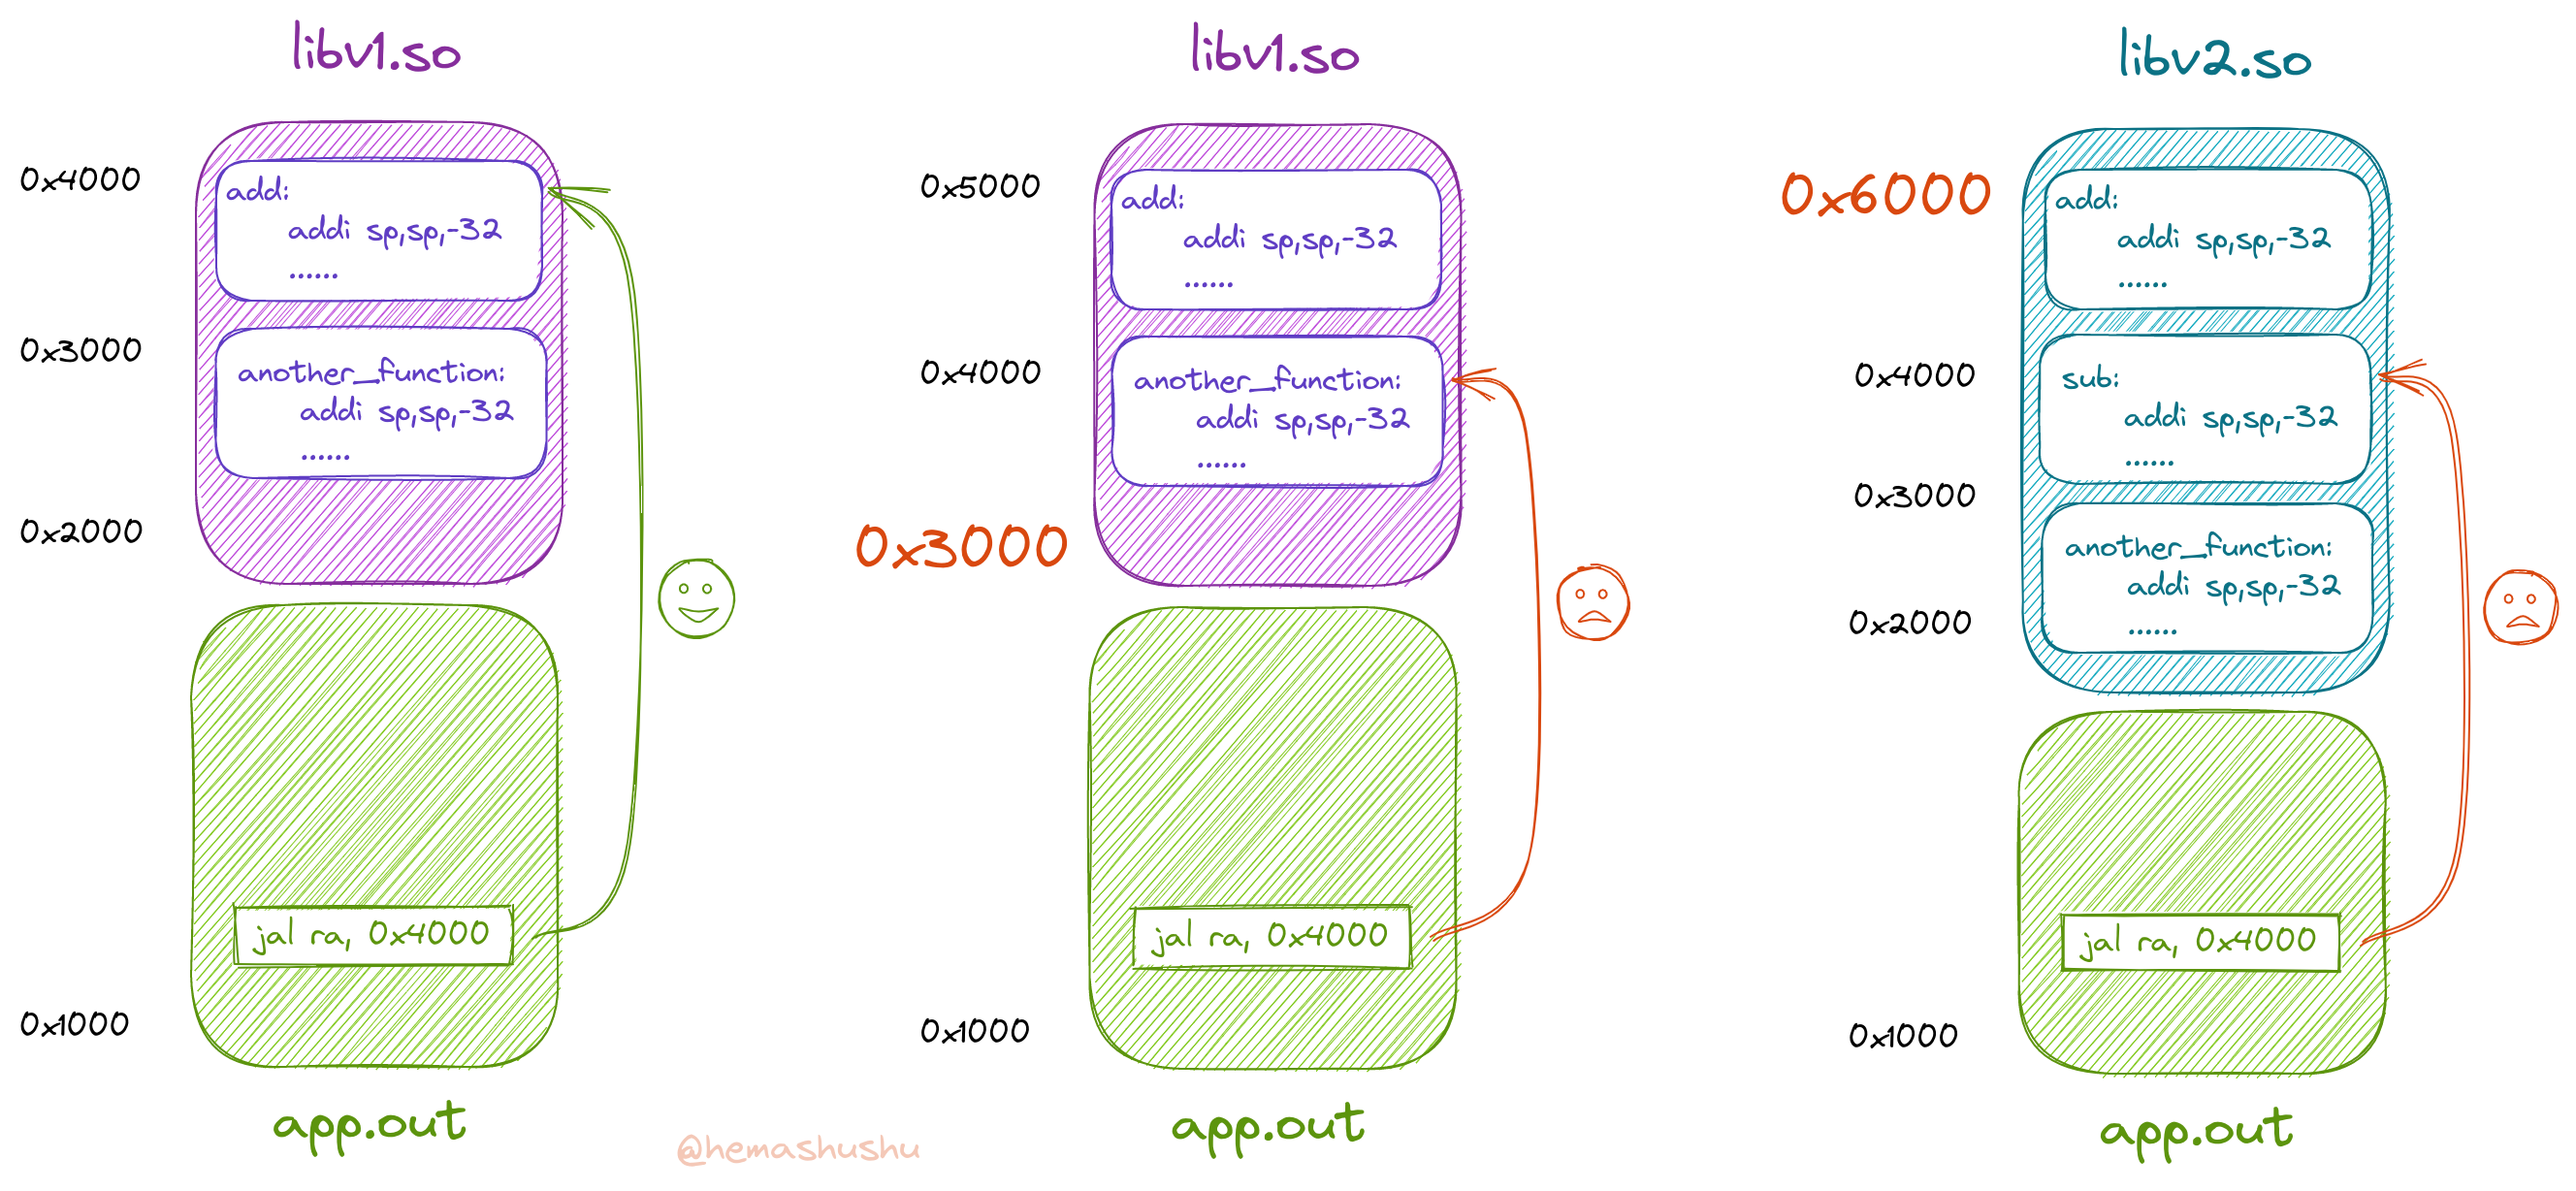 libv1.so
0x4000
add:
addi sp,sp,-32
......
0x3000
another_function:
addi sp,sp,-32
......
0x2000
jal ra, 0x4000
0x1000
app.out
libv1.so
0x5000
add:
addi sp,sp,-32
......
0x4000
another_function:
addi sp,sp,-32
......
0x3000
jal ra, 0x4000
0x1000
app.out
libv2.so
0x6000
add:
addi sp,sp,-32
......
0x4000
sub:
addi sp,sp,-32
......
0x3000
another_function:
addi sp,sp,-32
......
0x2000
jal ra, 0x4000
0x1000
app.out
@hemashushu